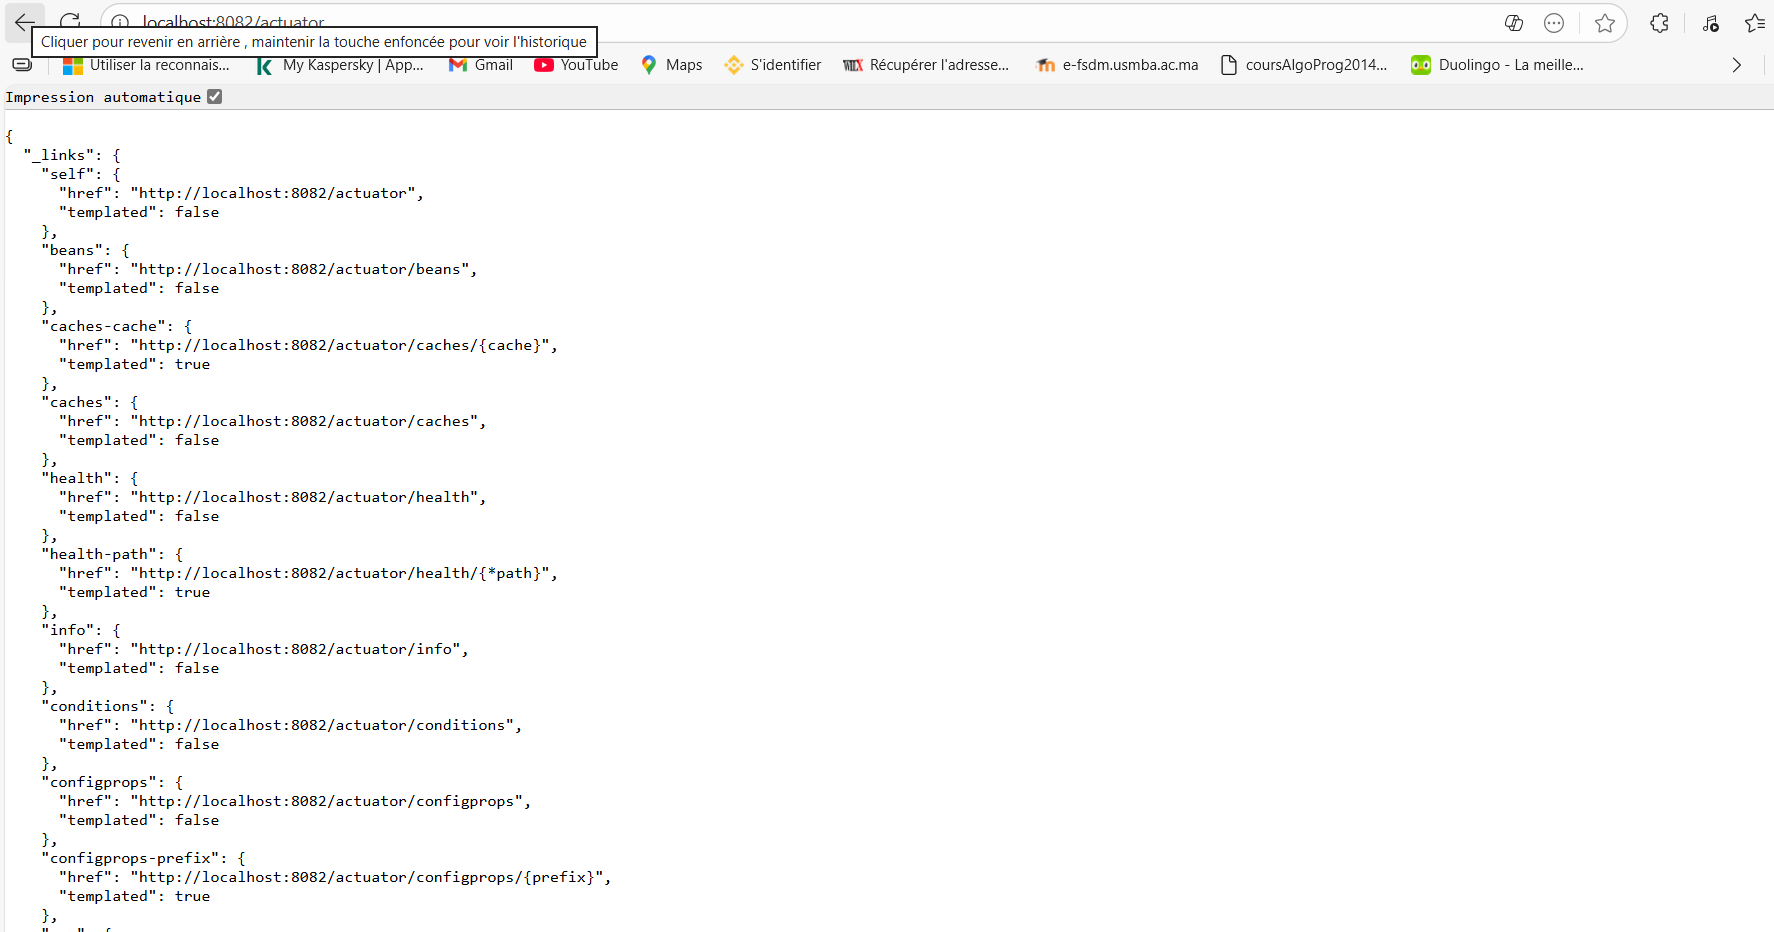 localhost:8082/actuator
Cliquer pour revenir en arrière , maintenir la touche enfoncée pour voir l'historique
Utiliser la reconnais... My Kaspersky | App... Gmail YouTube Maps S'identifier Récupérer l'adresse... e-fsdm.usmba.ac.ma coursAlgoProg2014... Duolingo - La meille...
Impression automatique
{
  "_links": {
    "self": {
      "href": "http://localhost:8082/actuator",
      "templated": false
    },
    "beans": {
      "href": "http://localhost:8082/actuator/beans",
      "templated": false
    },
    "caches-cache": {
      "href": "http://localhost:8082/actuator/caches/{cache}",
      "templated": true
    },
    "caches": {
      "href": "http://localhost:8082/actuator/caches",
      "templated": false
    },
    "health": {
      "href": "http://localhost:8082/actuator/health",
      "templated": false
    },
    "health-path": {
      "href": "http://localhost:8082/actuator/health/{*path}",
      "templated": true
    },
    "info": {
      "href": "http://localhost:8082/actuator/info",
      "templated": false
    },
    "conditions": {
      "href": "http://localhost:8082/actuator/conditions",
      "templated": false
    },
    "configprops": {
      "href": "http://localhost:8082/actuator/configprops",
      "templated": false
    },
    "configprops-prefix": {
      "href": "http://localhost:8082/actuator/configprops/{prefix}",
      "templated": true
    },